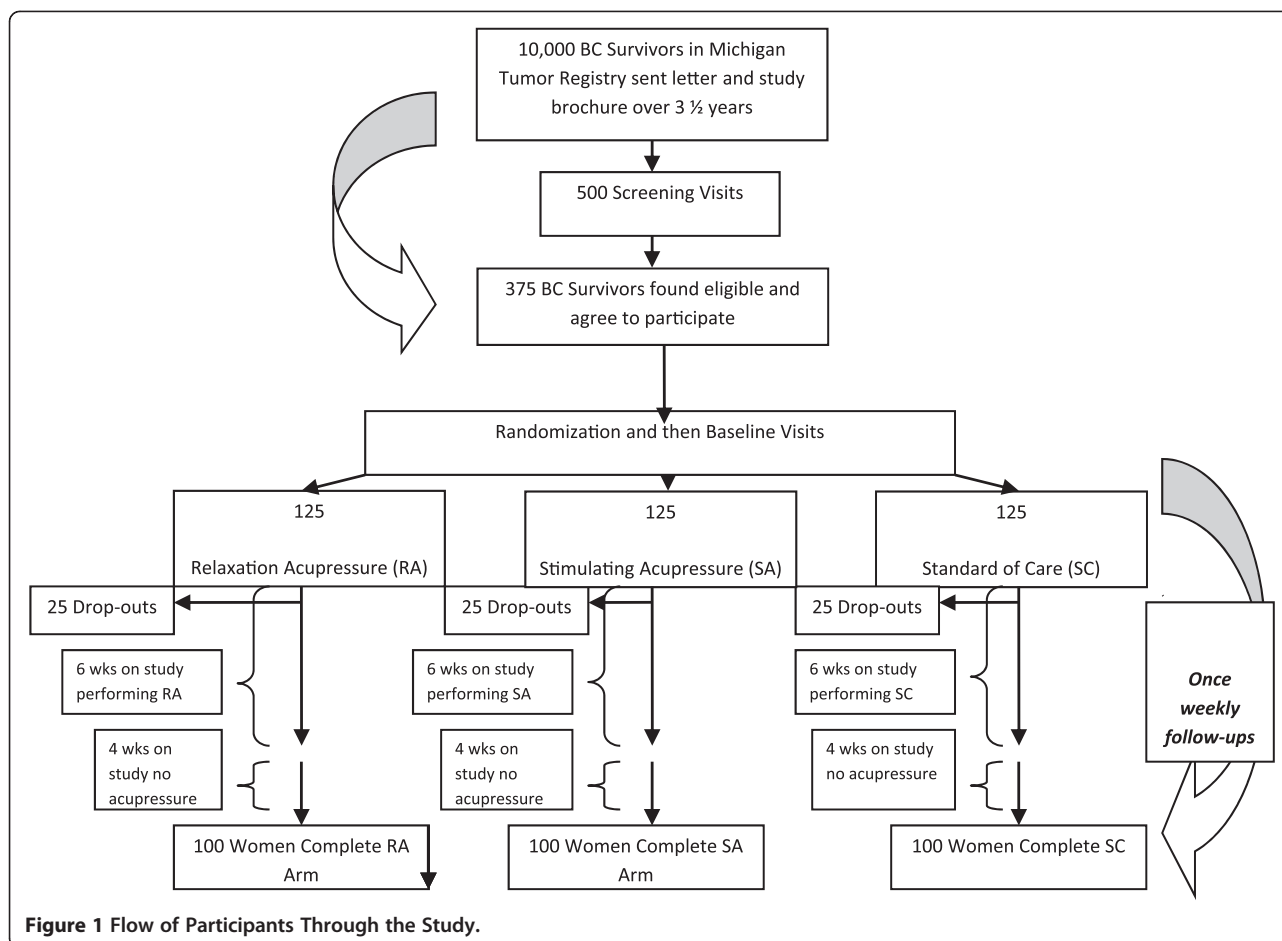 10,000 BC Survivors in Michigan
Tumor Registry sent letter and study
brochure over 3 ½ years
500 Screening Visits
375 BC Survivors found eligible and
agree to participate
Randomization and then Baseline Visits
125
Relaxation Acupressure (RA)
125
Stimulating Acupressure (SA)
125
Standard of Care (SC)
25 Drop-outs
25 Drop-outs
25 Drop-outs
6 wks on study
performing RA
6 wks on study
performing SA
6 wks on study
performing SC
Once
weekly
follow-ups
4 wks on
study no
acupressure
4 wks on
study no
acupressure
4 wks on study
no acupressure
100 Women Complete RA
Arm
100 Women Complete SA
Arm
100 Women Complete SC
Figure 1 Flow of Participants Through the Study.